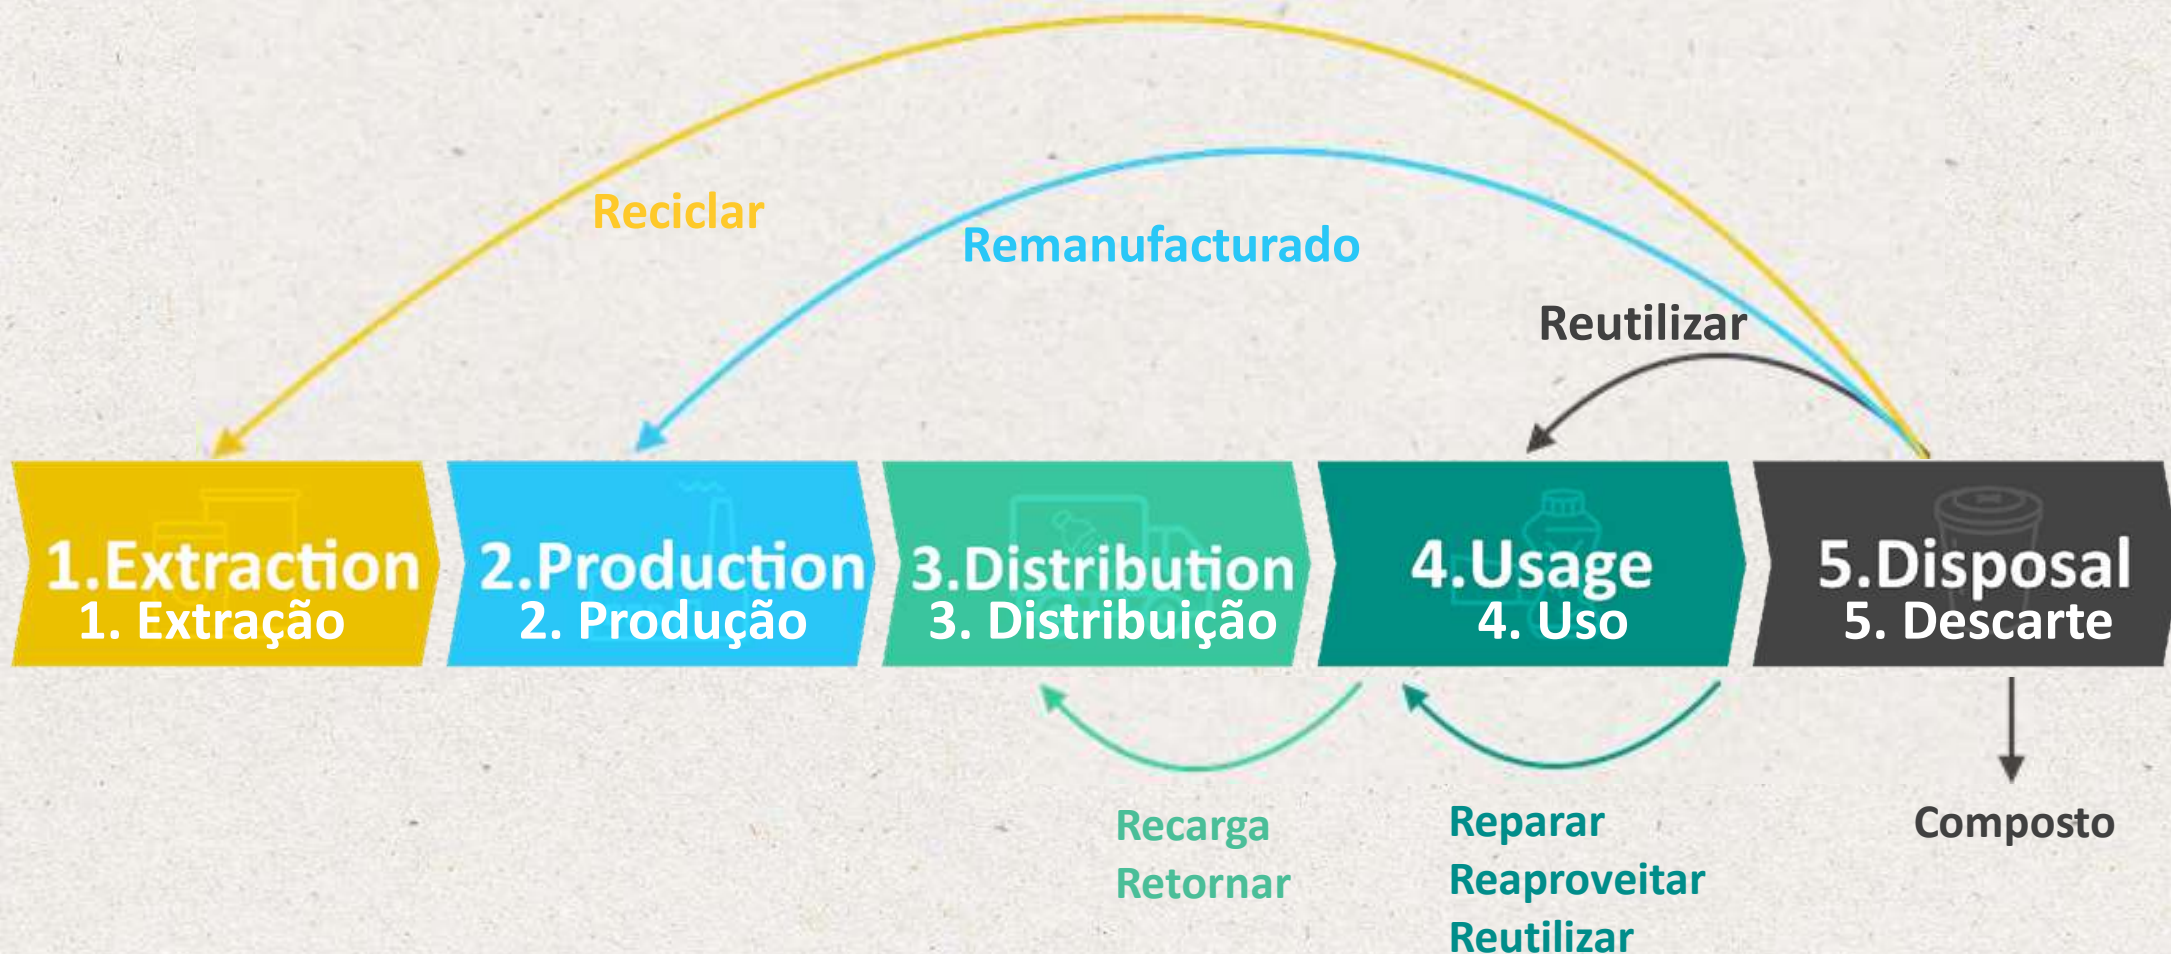 Reciclar
Remanufacturado
Reutilizar
1.Extraction
1. Extração
2.Production
2. Produção
3.Distribution
3. Distribuição
4.Usage
4. Uso
5.Disposal
5. Descarte
Recarga
Retornar
Reparar
Reaproveitar
Reutilizar
Composto